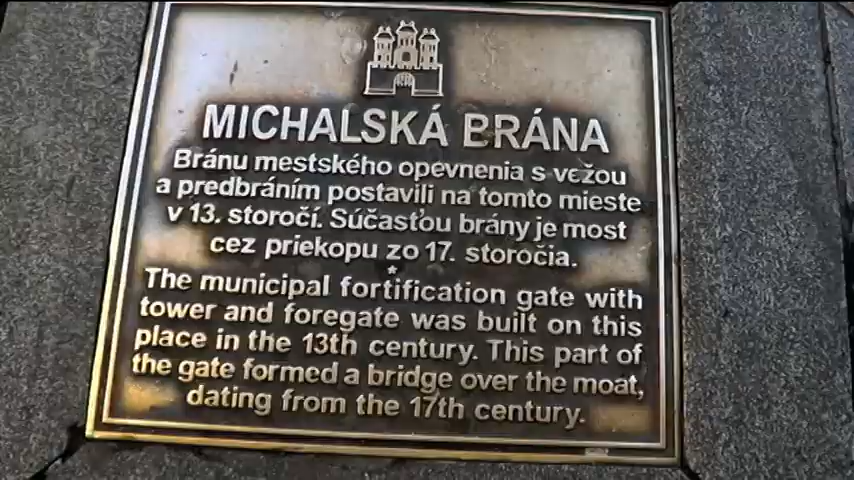 MICHALSKÁ BRÁNA
Bránu mestského opevnenia s vežou
a predbráním postavili na tomto mieste
v 13. storočí. Súčasťou brány je most
cez priekopu zo 17. storočia.
*
The municipal fortification gate with
tower and foregate was built on this
place in the 13th century. This part of
the gate formed a bridge over the moat,
dating from the 17th century.